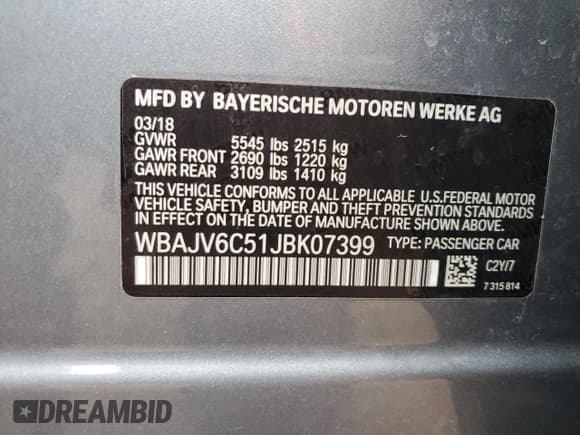 MFD BY BAYERISCHE MOTOREN WERKE AG
03/18
GVWR 5545 lbs 2515 kg
GAWR FRONT 2690 lbs 1220 kg
GAWR REAR 3109 lbs 1410 kg
THIS VEHICLE CONFORMS TO ALL APPLICABLE U.S.FEDERAL MOTOR
VEHICLE SAFETY, BUMPER AND THEFT PREVENTION STANDARDS
IN EFFECT ON THE DATE OF MANUFACTURE SHOWN ABOVE.
WBAJV6C51JBK07399 TYPE: PASSENGER CAR
C2Y/7
7 315 814
DREAMBID